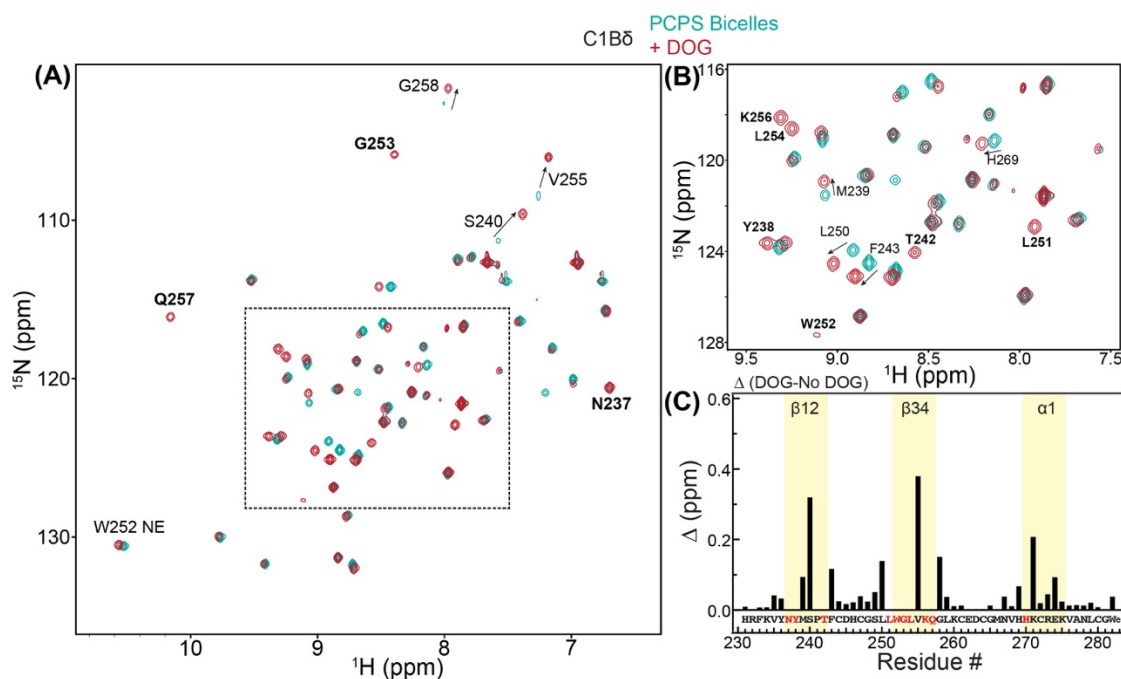 C1Bδ
PCPS Bicelles
+ DOG
(A)
G258
G253
V255
S240
110
Q257
120
N237
130
W252 NE
¹⁵N (ppm)
10 9 8 7
¹H (ppm)
(B)
116
K256
L254
H269
120
M239
Y238
L250
T242
F243
L251
124
W252
128
¹⁵N (ppm)
9.5 9.0 8.5 8.0 7.5
¹H (ppm)
Δ (DOG-No DOG)
(C)
0.6
β12 β34 α1
0.4
0.2
0.0
Δ (ppm)
HRFKVYNYMSPTFCDHCGSLLWGLVKQGLKCEDCGMNVHHKCREKVANLCGWe
230 240 250 260 270 280
Residue #